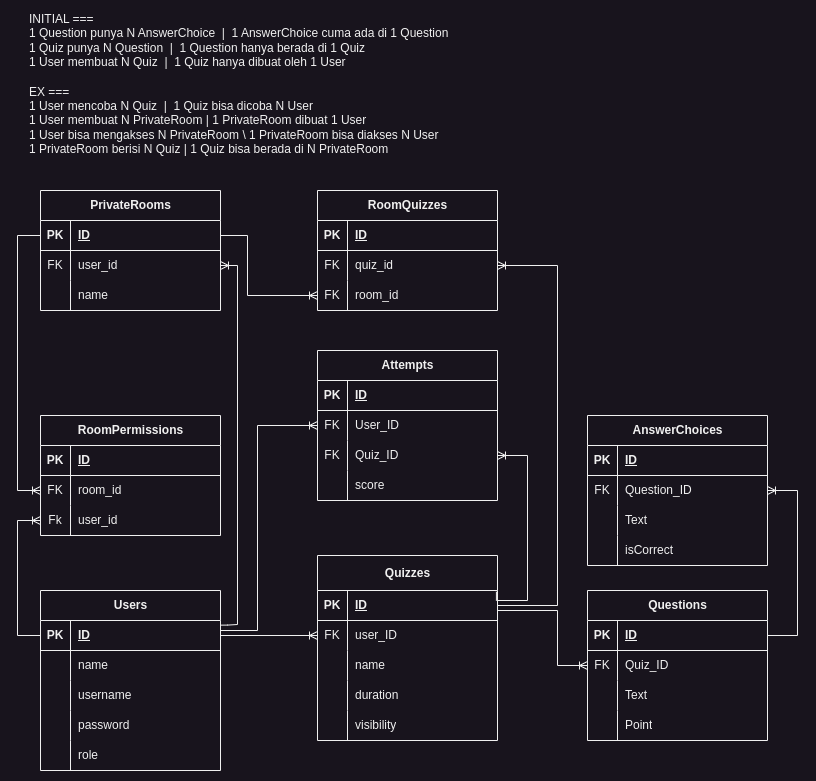 INITIAL ===
1 Question punya N AnswerChoice | 1 AnswerChoice cuma ada di 1 Question
1 Quiz punya N Question | 1 Question hanya berada di 1 Quiz
1 User membuat N Quiz | 1 Quiz hanya dibuat oleh 1 User
EX ===
1 User mencoba N Quiz | 1 Quiz bisa dicoba N User
1 User membuat N PrivateRoom | 1 PrivateRoom dibuat 1 User
1 User bisa mengakses N PrivateRoom \ 1 PrivateRoom bisa diakses N User
1 PrivateRoom berisi N Quiz | 1 Quiz bisa berada di N PrivateRoom
PrivateRooms
PK ID
FK user_id
name
RoomQuizzes
PK ID
FK quiz_id
FK room_id
Attempts
PK ID
FK User_ID
FK Quiz_ID
score
RoomPermissions
PK ID
FK room_id
Fk user_id
AnswerChoices
PK ID
FK Question_ID
Text
isCorrect
Users
PK ID
name
username
password
role
Quizzes
PK ID
FK user_ID
name
duration
visibility
Questions
PK ID
FK Quiz_ID
Text
Point